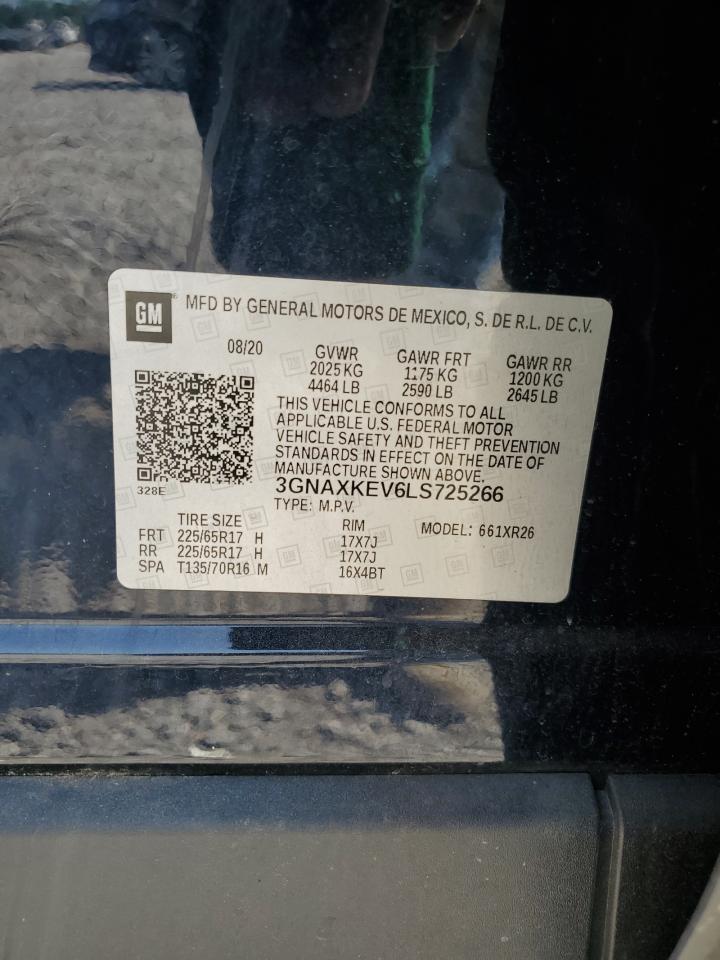 GM® MFD BY GENERAL MOTORS DE MEXICO, S. DE R.L. DE C.V.
08/20 GVWR GAWR FRT GAWR RR
2025 KG 1175 KG 1200 KG
4464 LB 2590 LB 2645 LB
THIS VEHICLE CONFORMS TO ALL
APPLICABLE U.S. FEDERAL MOTOR
VEHICLE SAFETY AND THEFT PREVENTION
STANDARDS IN EFFECT ON THE DATE OF
MANUFACTURE SHOWN ABOVE.
328E 3GNAXKEV6LS725266
TYPE: M.P.V.
TIRE SIZE RIM MODEL: 661XR26
FRT 225/65R17 H 17X7J
RR 225/65R17 H 17X7J
SPA T135/70R16 M 16X4BT